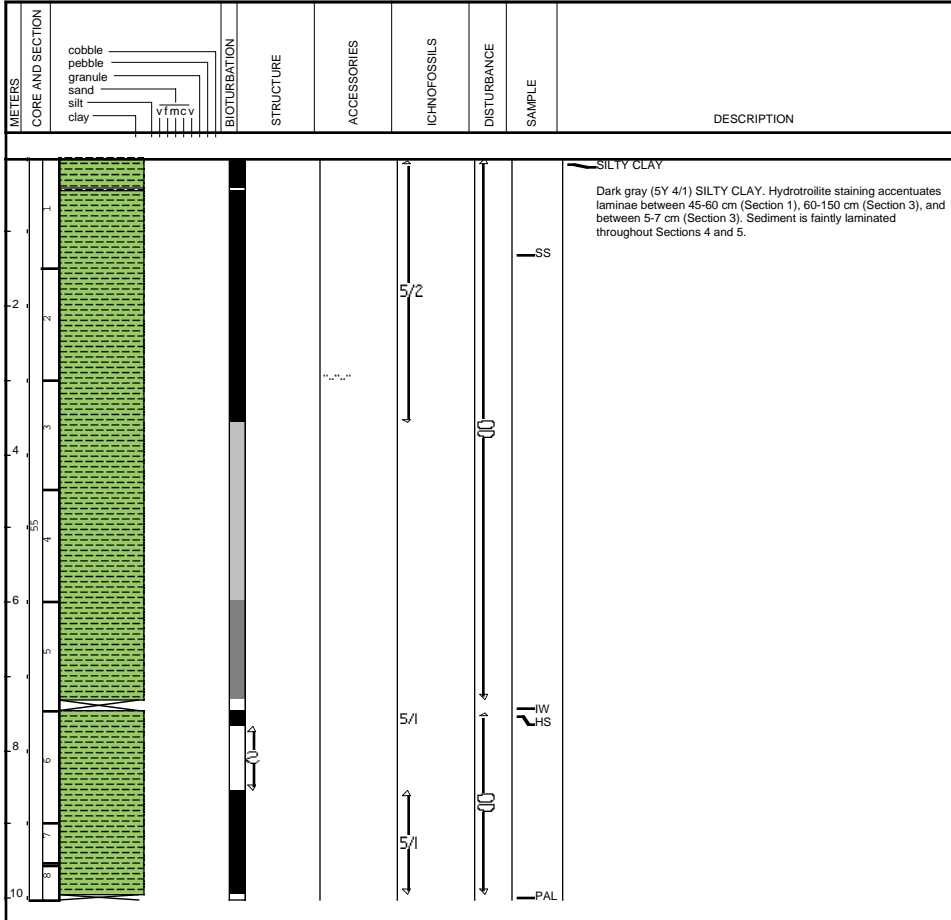 METERS
CORE AND SECTION
cobble
pebble
granule
sand
silt
clay
vfmcv
BIOTURBATION
STRUCTURE
ACCESSORIES
ICHNOFOSSILS
DISTURBANCE
SAMPLE
DESCRIPTION
SILTY CLAY
Dark gray (5Y 4/1) SILTY CLAY. Hydrotroilite staining accentuates
laminae between 45-60 cm (Section 1), 60-150 cm (Section 3), and
between 5-7 cm (Section 3). Sediment is faintly laminated
throughout Sections 4 and 5.
1
SS
5/2
2
2
3
4
55
4
6
5
IW
5/1
HS
8
6
7
5/1
8
10
PAL